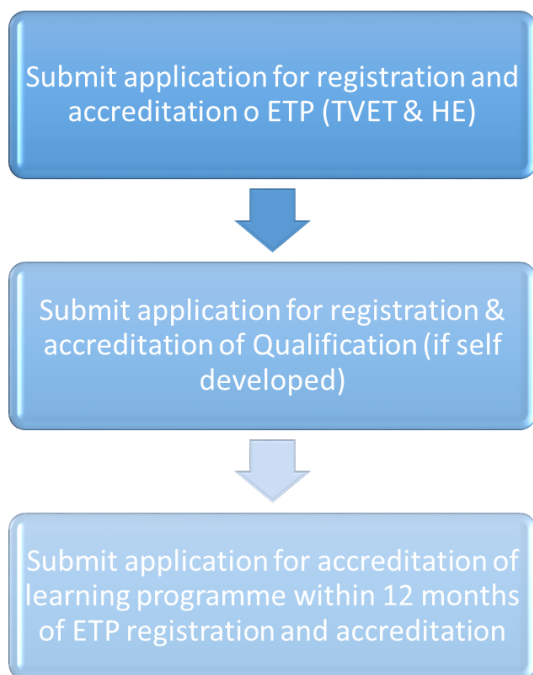 Submit application for registration and
accreditation o ETP (TVET & HE)
Submit application for registration &
accreditation of Qualification (if self
developed)
Submit application for accreditation of
learning programme within 12 months
of ETP registration and accreditation